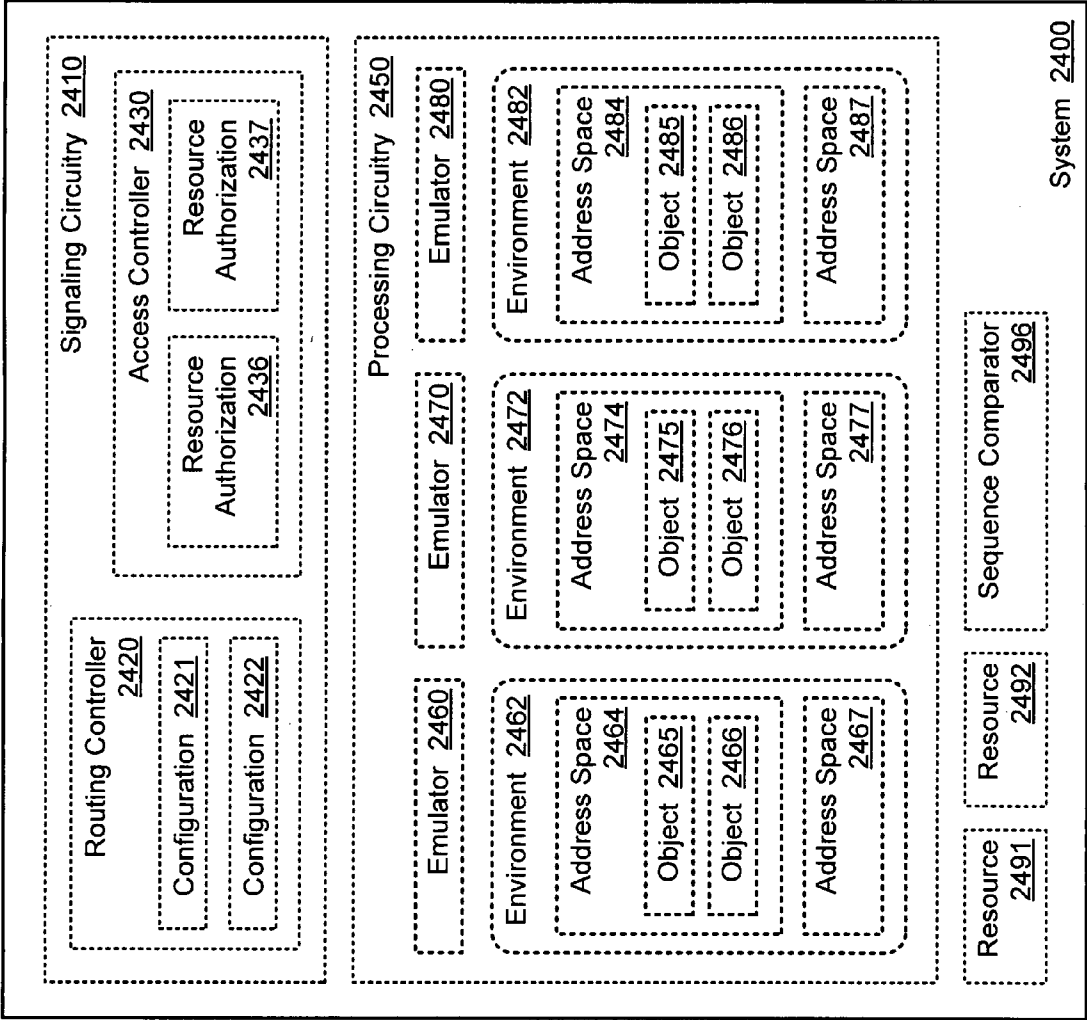 Signaling Circuitry 2410
Routing Controller
2420
Configuration 2421
Configuration 2422
Access Controller 2430
Resource
Authorization
2436
Resource
Authorization
2437
Processing Circuitry 2450
Emulator 2460
Environment 2462
Address Space
2464
Object 2465
Object 2466
Address Space
2467
Emulator 2470
Environment 2472
Address Space
2474
Object 2475
Object 2476
Address Space
2477
Emulator 2480
Environment 2482
Address Space
2484
Object 2485
Object 2486
Address Space
2487
Resource
2491
Resource
2492
Sequence Comparator
2496
System 2400